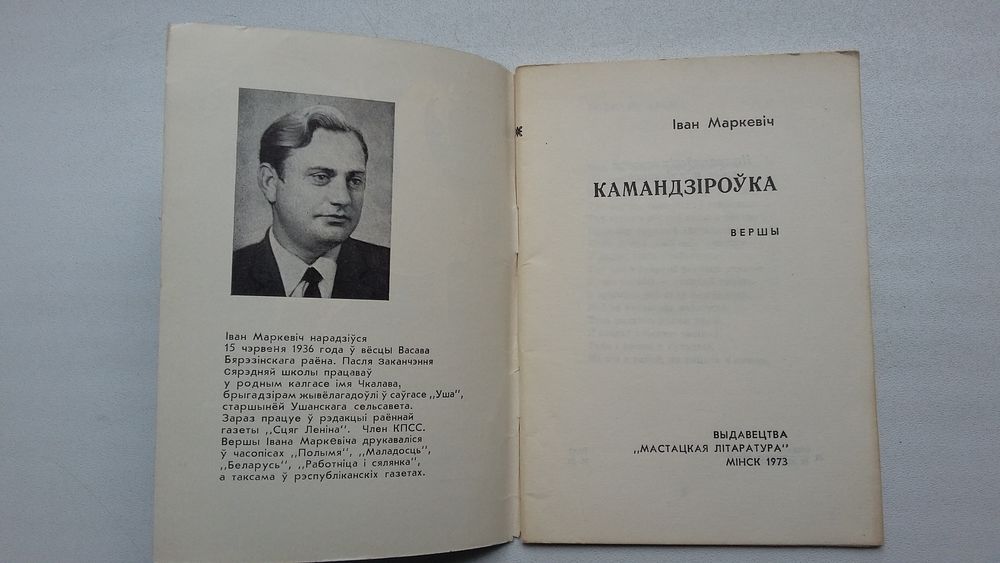 Іван Маркевіч нарадзіўся
15 чэрвеня 1936 года ў вёсцы Васава
Бярэзінскага раёна. Пасля заканчэння
сярэдняй школы працаваў
у родным калгасе імя Чкалава,
брыгадзірам жывёлагадоўлі ў саўгасе „Уша",
старшынёй Ушанскага сельсавета.
Зараз працуе ў рэдакцыі раённай
газеты „Сцяг Леніна". Член КПСС.
Вершы Івана Маркевіча друкаваліся
ў часопісах „Полымя", „Маладосць",
„Беларусь", „Работніца і сялянка",
а таксама ў рэспубліканскіх газетах.
Іван Маркевіч
КАМАНДЗІРОЎКА
ВЕРШЫ
ВЫДАВЕЦТВА
„МАСТАЦКАЯ ЛІТАРАТУРА"
МІНСК 1973